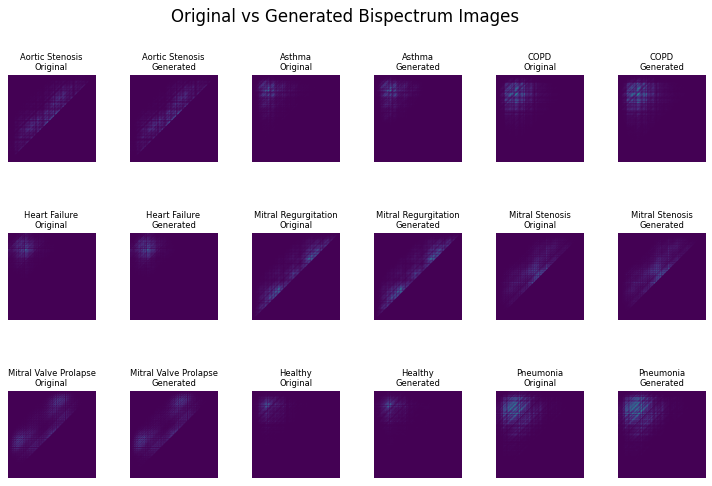 Original vs Generated Bispectrum Images
Aortic Stenosis
Original
Aortic Stenosis
Generated
Asthma
Original
Asthma
Generated
COPD
Original
COPD
Generated
Heart Failure
Original
Heart Failure
Generated
Mitral Regurgitation
Original
Mitral Regurgitation
Generated
Mitral Stenosis
Original
Mitral Stenosis
Generated
Mitral Valve Prolapse
Original
Mitral Valve Prolapse
Generated
Healthy
Original
Healthy
Generated
Pneumonia
Original
Pneumonia
Generated